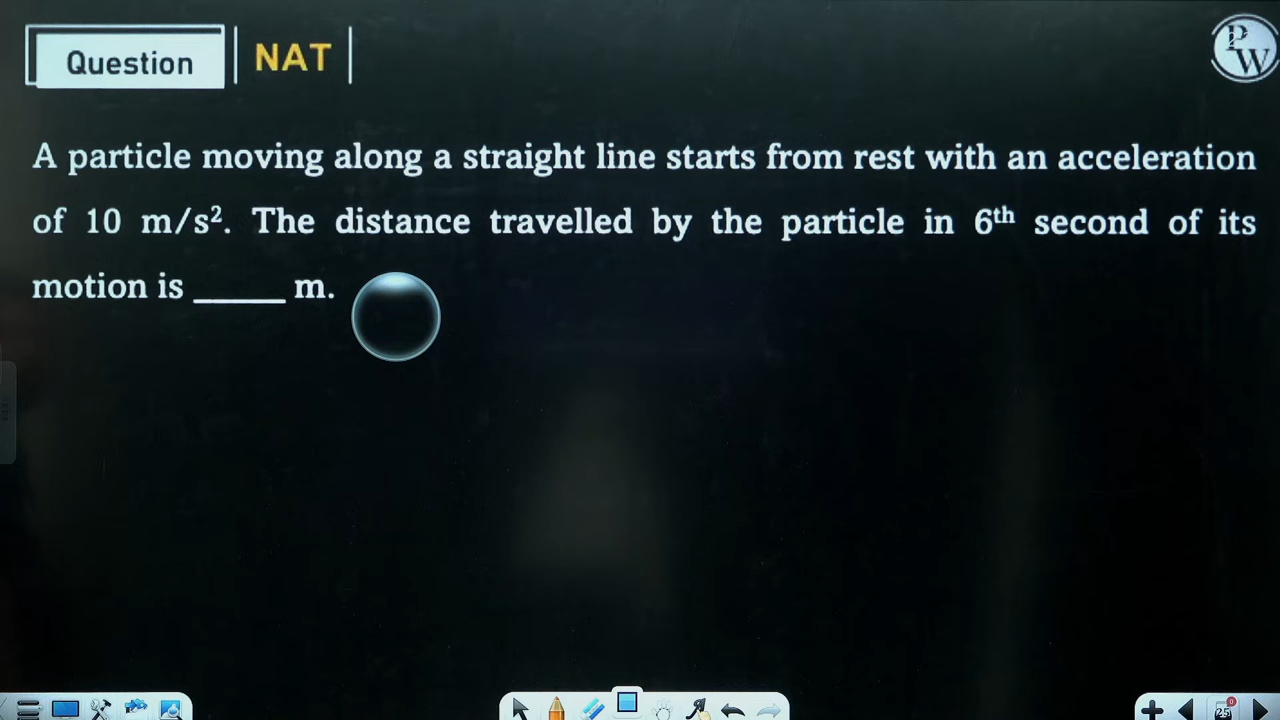 Question
NAT
P
W
A particle moving along a straight line starts from rest with an acceleration
of 10 m/s². The distance travelled by the particle in 6ᵗʰ second of its
motion is _____ m.
25